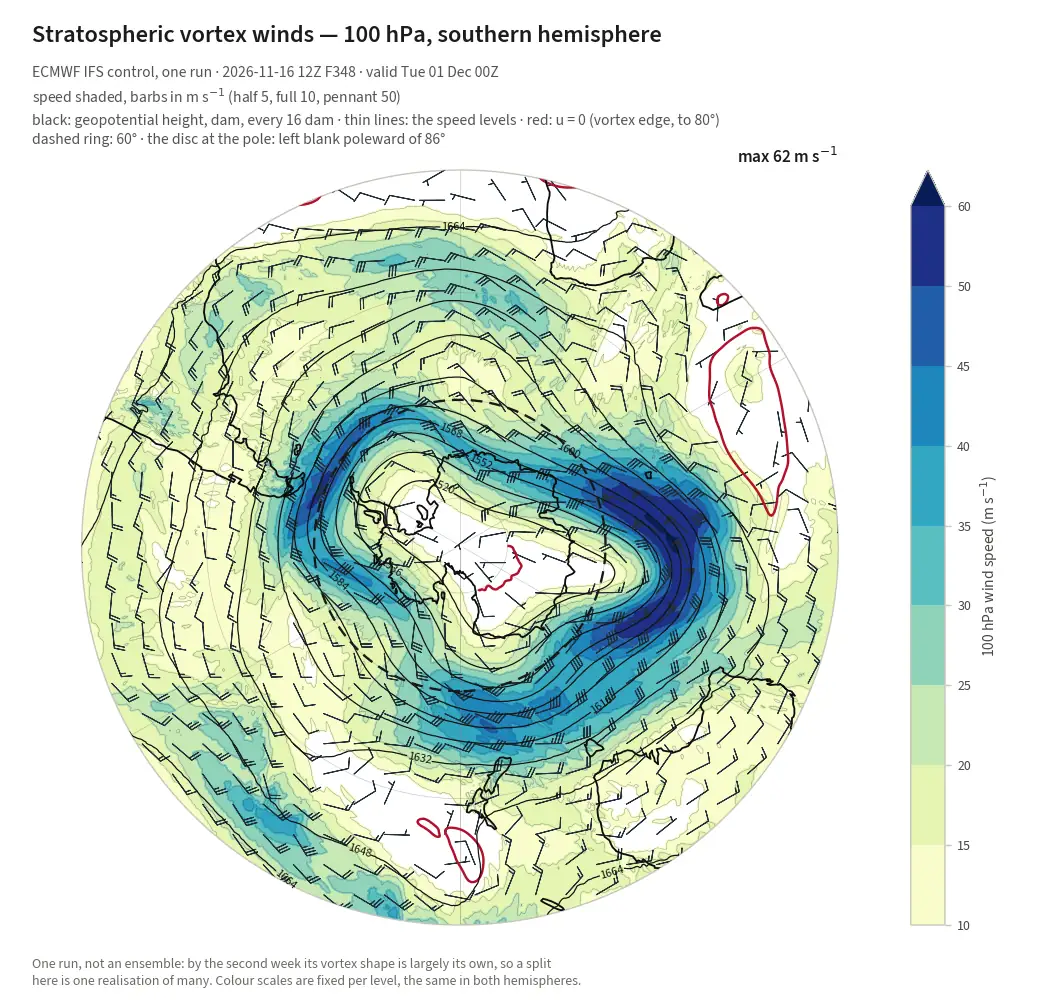 Stratospheric vortex winds — 100 hPa, southern hemisphere
ECMWF IFS control, one run · 2026-11-16 12Z F348 · valid Tue 01 Dec 00Z
speed shaded, barbs in m s⁻¹ (half 5, full 10, pennant 50)
black: geopotential height, dam, every 16 dam · thin lines: the speed levels · red: u = 0 (vortex edge, to 80°)
dashed ring: 60° · the disc at the pole: left blank poleward of 86°
max 62 m s⁻¹
60
50
45
40
35
30
25
20
15
10
100 hPa wind speed (m s⁻¹)
1664
1568
1600
1552
1584
1616
1632
1648
1664
1664
One run, not an ensemble: by the second week its vortex shape is largely its own, so a split
here is one realisation of many. Colour scales are fixed per level, the same in both hemispheres.